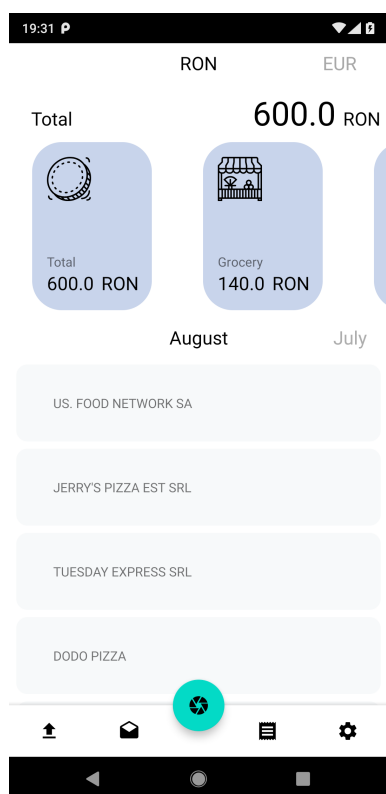 19:31
RON EUR
Total 600.0 RON
Total Grocery
600.0 RON 140.0 RON
August July
US. FOOD NETWORK SA
JERRY'S PIZZA EST SRL
TUESDAY EXPRESS SRL
DODO PIZZA